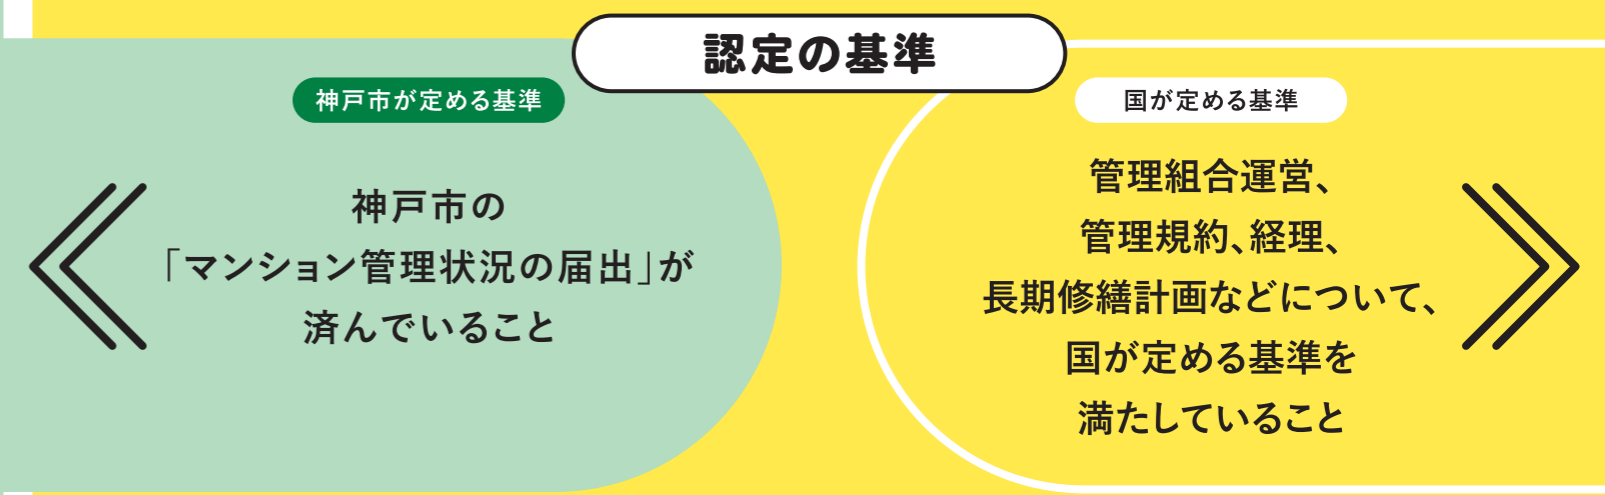 認定の基準
神戸市が定める基準
神戸市の
「マンション管理状況の届出」が
済んでいること
国が定める基準
管理組合運営、
管理規約、経理、
長期修繕計画などについて、
国が定める基準を
満たしていること